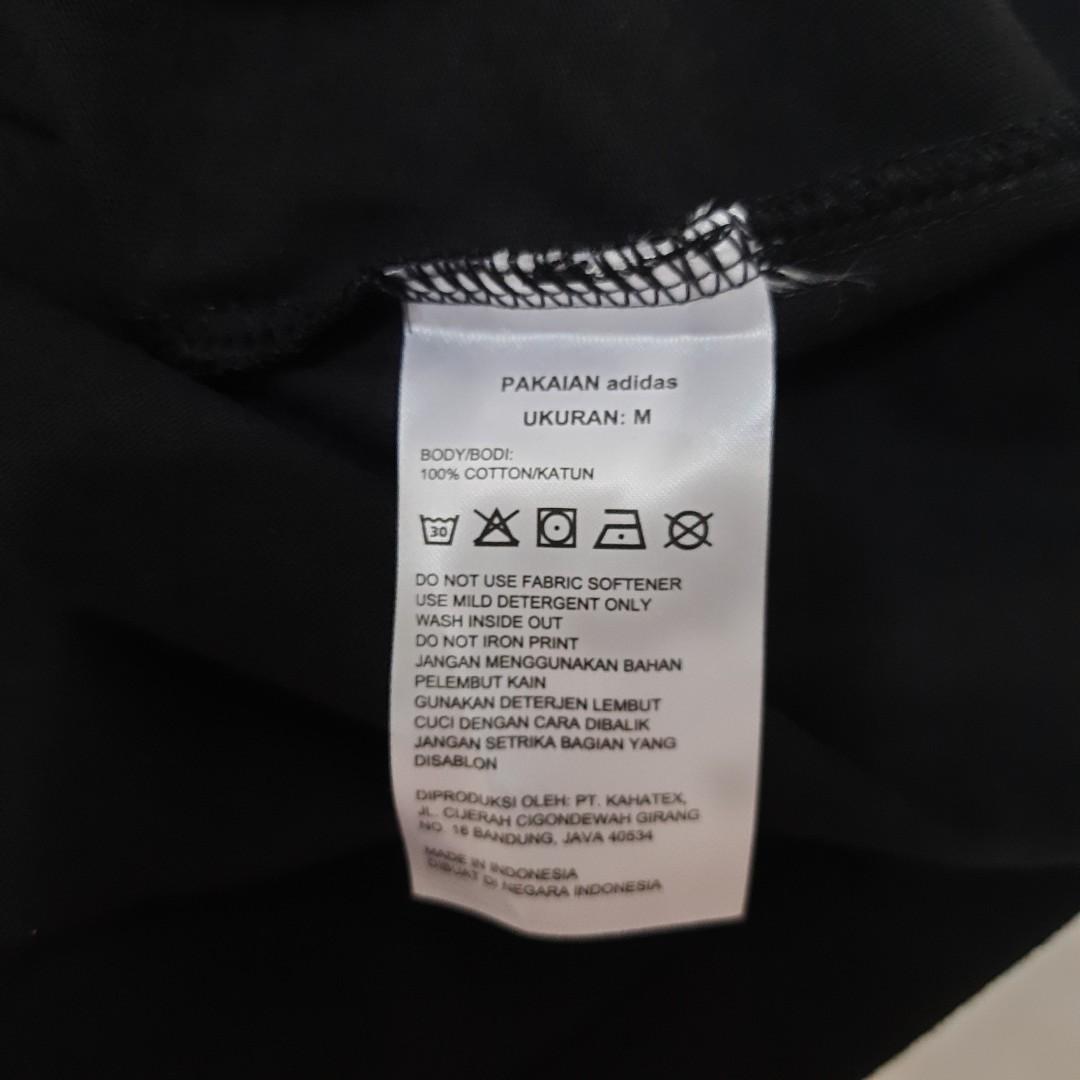 PAKAIAN adidas
UKURAN: M
BODY/BODI:
100% COTTON/KATUN
30
DO NOT USE FABRIC SOFTENER
USE MILD DETERGENT ONLY
WASH INSIDE OUT
DO NOT IRON PRINT
JANGAN MENGGUNAKAN BAHAN
PELEMBUT KAIN
GUNAKAN DETERJEN LEMBUT
CUCI DENGAN CARA DIBALIK
JANGAN SETRIKA BAGIAN YANG
DISABLON
DIPRODUKSI OLEH: PT. KAHATEX,
JL. CIJERAH CIGONDEWAH GIRANG
NO. 16 BANDUNG, JAVA 40534
MADE IN INDONESIA
DIBUAT DI NEGARA INDONESIA